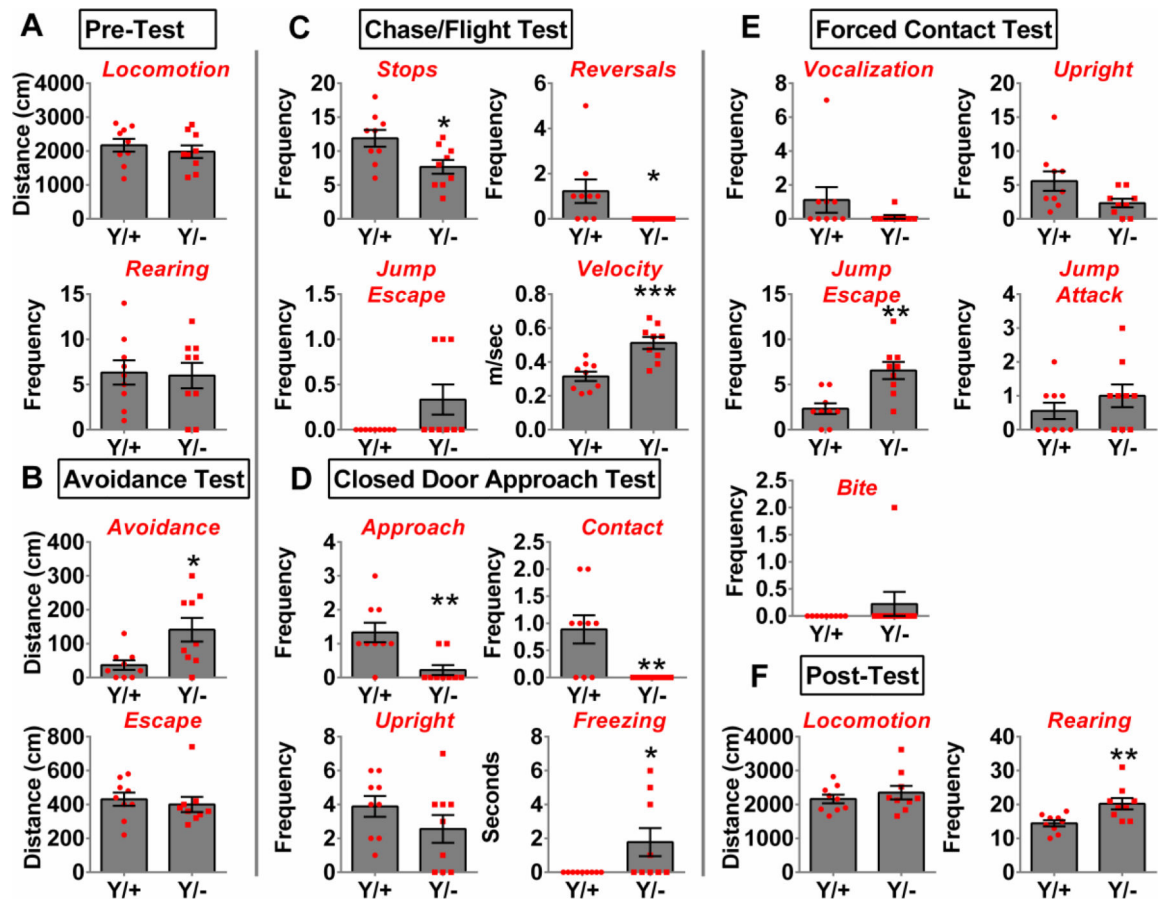 A Pre-Test
Locomotion
Distance (cm)
4000
3000
2000
1000
0
Y/+ Y/-
Rearing
Frequency
15
10
5
0
Y/+ Y/-
B Avoidance Test
Avoidance
Distance (cm)
400
300
200
100
0
Y/+ Y/-
Escape
Distance (cm)
800
600
400
200
0
Y/+ Y/-
C Chase/Flight Test
Stops
Frequency
20
15
10
5
0
*
Y/+ Y/-
Reversals
Frequency
6
4
2
0
*
Y/+ Y/-
Jump
Escape
Frequency
1.5
1.0
0.5
0.0
Y/+ Y/-
Velocity
m/sec
0.8
0.6
0.4
0.2
0.0
***
Y/+ Y/-
D Closed Door Approach Test
Approach
Frequency
4
3
2
1
0
**
Y/+ Y/-
Contact
Frequency
2.5
2.0
1.5
1.0
0.5
0.0
**
Y/+ Y/-
Upright
Frequency
8
6
4
2
0
Y/+ Y/-
Freezing
Seconds
8
6
4
2
0
*
Y/+ Y/-
E Forced Contact Test
Vocalization
Frequency
8
6
4
2
0
Y/+ Y/-
Upright
Frequency
20
15
10
5
0
Y/+ Y/-
Jump
Escape
Frequency
15
10
5
0
**
Y/+ Y/-
Jump
Attack
Frequency
4
3
2
1
0
Y/+ Y/-
Bite
Frequency
2.5
2.0
1.5
1.0
0.5
0.0
Y/+ Y/-
F Post-Test
Locomotion
Distance (cm)
4000
3000
2000
1000
0
Y/+ Y/-
Rearing
Frequency
40
30
20
10
0
**
Y/+ Y/-